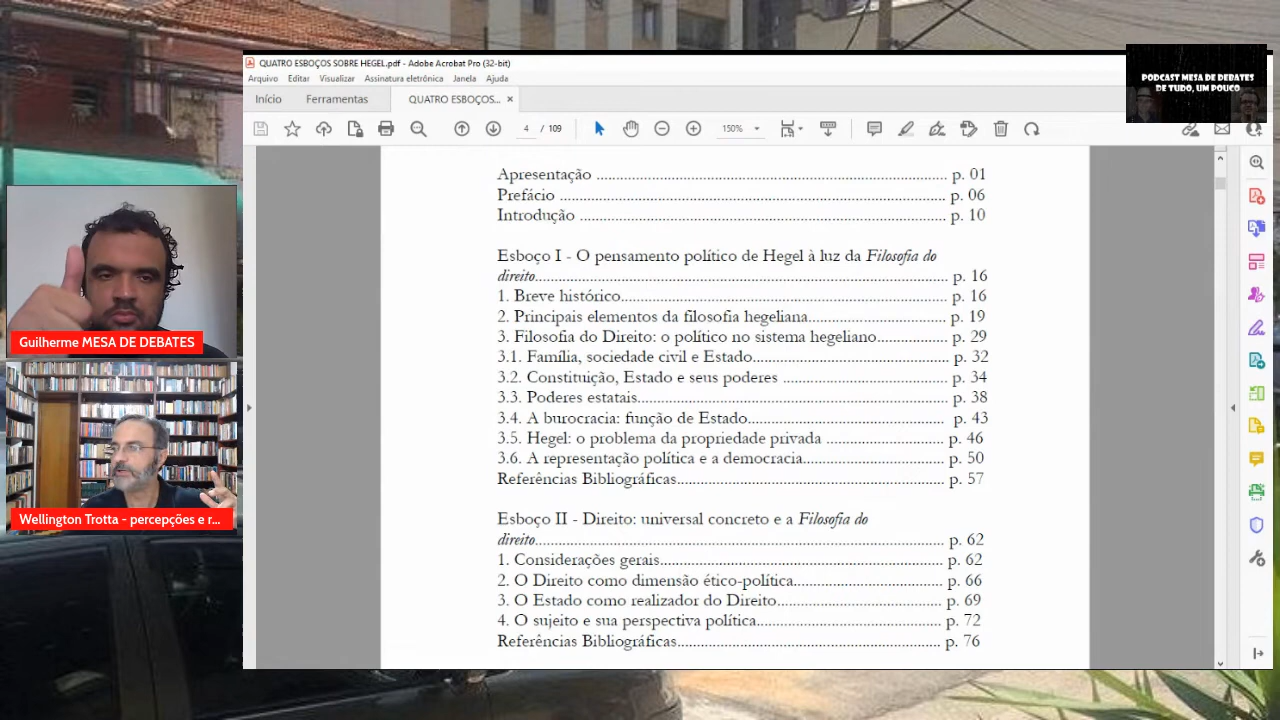 QUATRO ESBOÇOS SOBRE HEGEL.pdf - Adobe Acrobat Pro (32-bit)
Arquivo Editar Visualizar Assinatura eletrônica Janela Ajuda
Início Ferramentas QUATRO ESBOÇOS... ×
4 / 109 150%
PODCAST MESA DE DEBATES
DE TUDO, UM POUCO
Apresentação .......... p. 01
Prefácio .......... p. 06
Introdução .......... p. 10
Esboço I - O pensamento político de Hegel à luz da Filosofia do
direito.......... p. 16
1. Breve histórico.......... p. 16
2. Principais elementos da filosofia hegeliana.......... p. 19
3. Filosofia do Direito: o político no sistema hegeliano.......... p. 29
3.1. Família, sociedade civil e Estado.......... p. 32
3.2. Constituição, Estado e seus poderes .......... p. 34
3.3. Poderes estatais.......... p. 38
3.4. A burocracia: função de Estado.......... p. 43
3.5. Hegel: o problema da propriedade privada .......... p. 46
3.6. A representação política e a democracia.......... p. 50
Referências Bibliográficas.......... p. 57
Esboço II - Direito: universal concreto e a Filosofia do
direito.......... p. 62
1. Considerações gerais.......... p. 62
2. O Direito como dimensão ético-política.......... p. 66
3. O Estado como realizador do Direito.......... p. 69
4. O sujeito e sua perspectiva política.......... p. 72
Referências Bibliográficas.......... p. 76
Guilherme MESA DE DEBATES
Wellington Trotta - percepções e r...